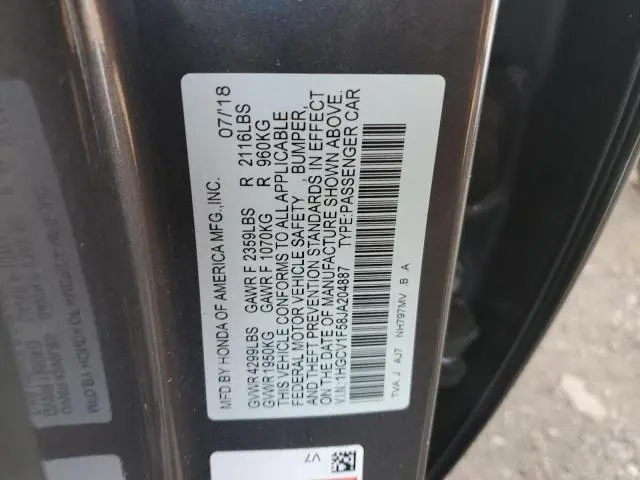 MFD BY HONDA OF AMERICA MFG.,INC. 07/'18
GVWR 4299LBS GAWR F 2359LBS R 2116LBS
GVWR 1950KG GAWR F 1070KG R 960KG
THIS VEHICLE CONFORMS TO ALL APPLICABLE
FEDERAL MOTOR VEHICLE SAFETY , BUMPER,
AND THEFT PREVENTION STANDARDS IN EFFECT
ON THE DATE OF MANUFACTURE SHOWN ABOVE.
V.I.N.:1HGCV1F58JA204887 TYPE:PASSENGER CAR
TVA J AJ7 NH797MV .B .A
V7